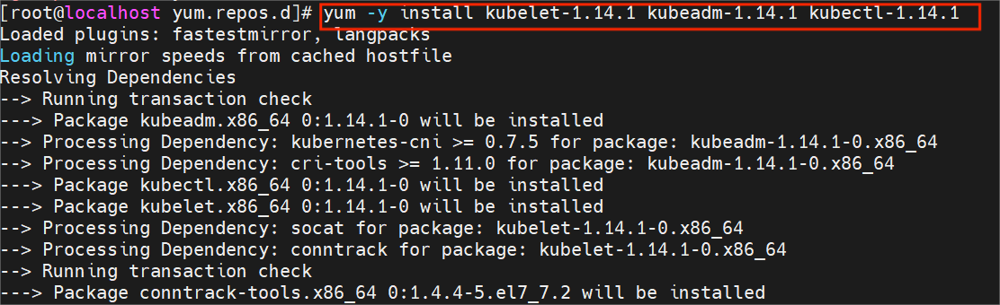 [root@localhost yum.repos.d]# yum -y install kubelet-1.14.1 kubeadm-1.14.1 kubectl-1.14.1
Loaded plugins: fastestmirror, langpacks
Loading mirror speeds from cached hostfile
Resolving Dependencies
--> Running transaction check
---> Package kubeadm.x86_64 0:1.14.1-0 will be installed
--> Processing Dependency: kubernetes-cni >= 0.7.5 for package: kubeadm-1.14.1-0.x86_64
--> Processing Dependency: cri-tools >= 1.11.0 for package: kubeadm-1.14.1-0.x86_64
---> Package kubectl.x86_64 0:1.14.1-0 will be installed
---> Package kubelet.x86_64 0:1.14.1-0 will be installed
--> Processing Dependency: socat for package: kubelet-1.14.1-0.x86_64
--> Processing Dependency: conntrack for package: kubelet-1.14.1-0.x86_64
--> Running transaction check
---> Package conntrack-tools.x86_64 0:1.4.4-5.el7_7.2 will be installed